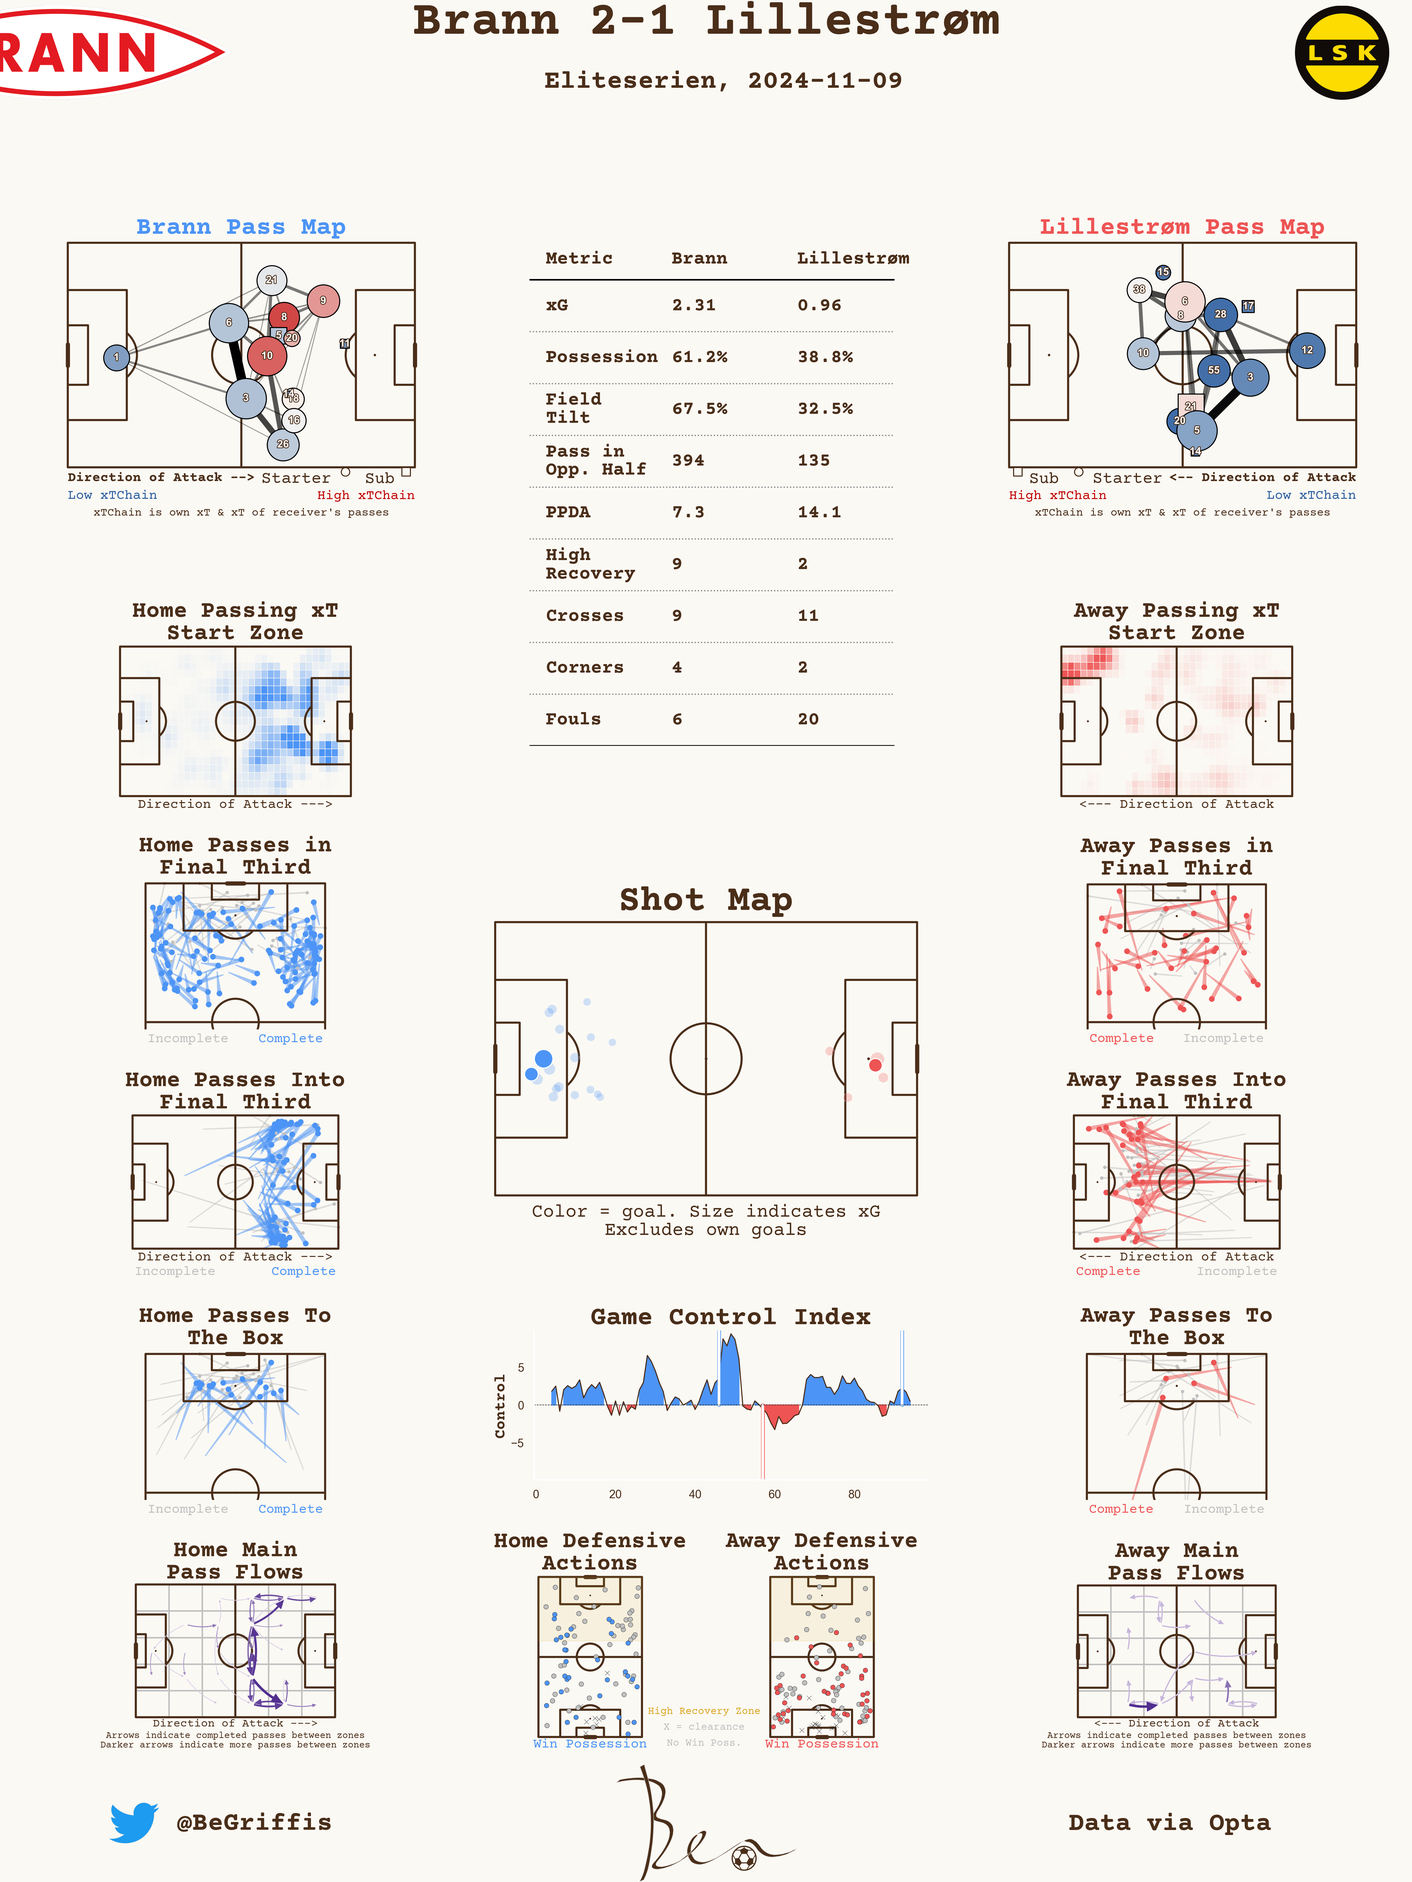 Brann 2-1 Lillestrøm
RANN
LSK
Eliteserien, 2024-11-09
Brann Pass Map
21
9
6
8
5
20
10
11
1
3
18
16
26
Direction of Attack --> Starter Sub
Low xTChain High xTChain
xTChain is own xT & xT of receiver's passes
Metric Brann Lillestrøm
xG 2.31 0.96
Possession 61.2% 38.8%
Field
Tilt 67.5% 32.5%
Pass in
Opp. Half 394 135
PPDA 7.3 14.1
High
Recovery 9 2
Crosses 9 11
Corners 4 2
Fouls 6 20
Lillestrøm Pass Map
15
38
6
17
8
28
10
12
55
3
21
20
5
14
Sub Starter <-- Direction of Attack
High xTChain Low xTChain
xTChain is own xT & xT of receiver's passes
Home Passing xT
Start Zone
Direction of Attack --->
Away Passing xT
Start Zone
<--- Direction of Attack
Home Passes in
Final Third
Incomplete Complete
Shot Map
Color = goal. Size indicates xG
Excludes own goals
Away Passes in
Final Third
Complete Incomplete
Home Passes Into
Final Third
Direction of Attack --->
Incomplete Complete
Away Passes Into
Final Third
<--- Direction of Attack
Complete Incomplete
Home Passes To
The Box
Incomplete Complete
Game Control Index
Control
5
0
−5
0 20 40 60 80
Away Passes To
The Box
Complete Incomplete
Home Main
Pass Flows
Direction of Attack --->
Arrows indicate completed passes between zones
Darker arrows indicate more passes between zones
Home Defensive
Actions
Win Possession
High Recovery Zone
X = clearance
No Win Poss.
Away Defensive
Actions
Win Possession
Away Main
Pass Flows
<--- Direction of Attack
Arrows indicate completed passes between zones
Darker arrows indicate more passes between zones
@BeGriffis
Ben
Data via Opta